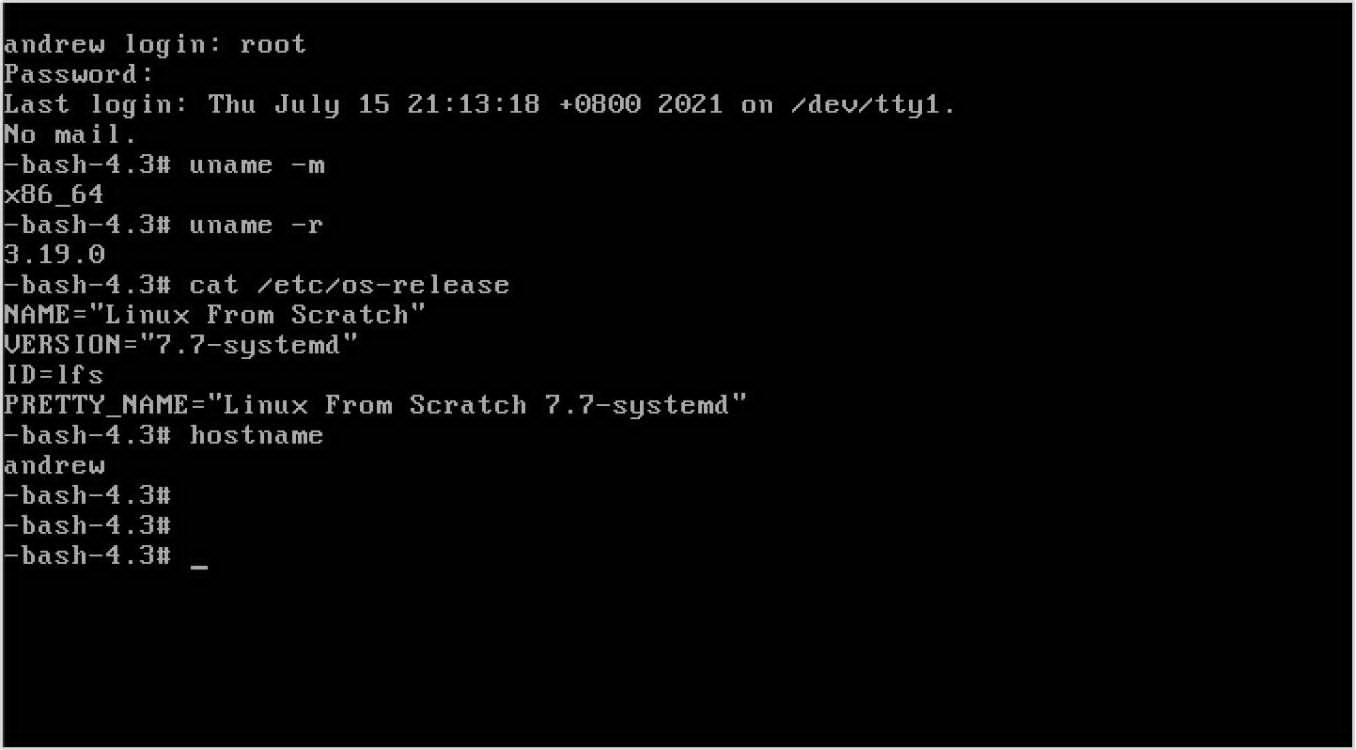 andrew login: root
Password:
Last login: Thu July 15 21:13:18 +0800 2021 on /dev/tty1.
No mail.
-bash-4.3# uname -m
x86_64
-bash-4.3# uname -r
3.19.0
-bash-4.3# cat /etc/os-release
NAME="Linux From Scratch"
VERSION="7.7-systemd"
ID=lfs
PRETTY_NAME="Linux From Scratch 7.7-systemd"
-bash-4.3# hostname
andrew
-bash-4.3#
-bash-4.3#
-bash-4.3# _